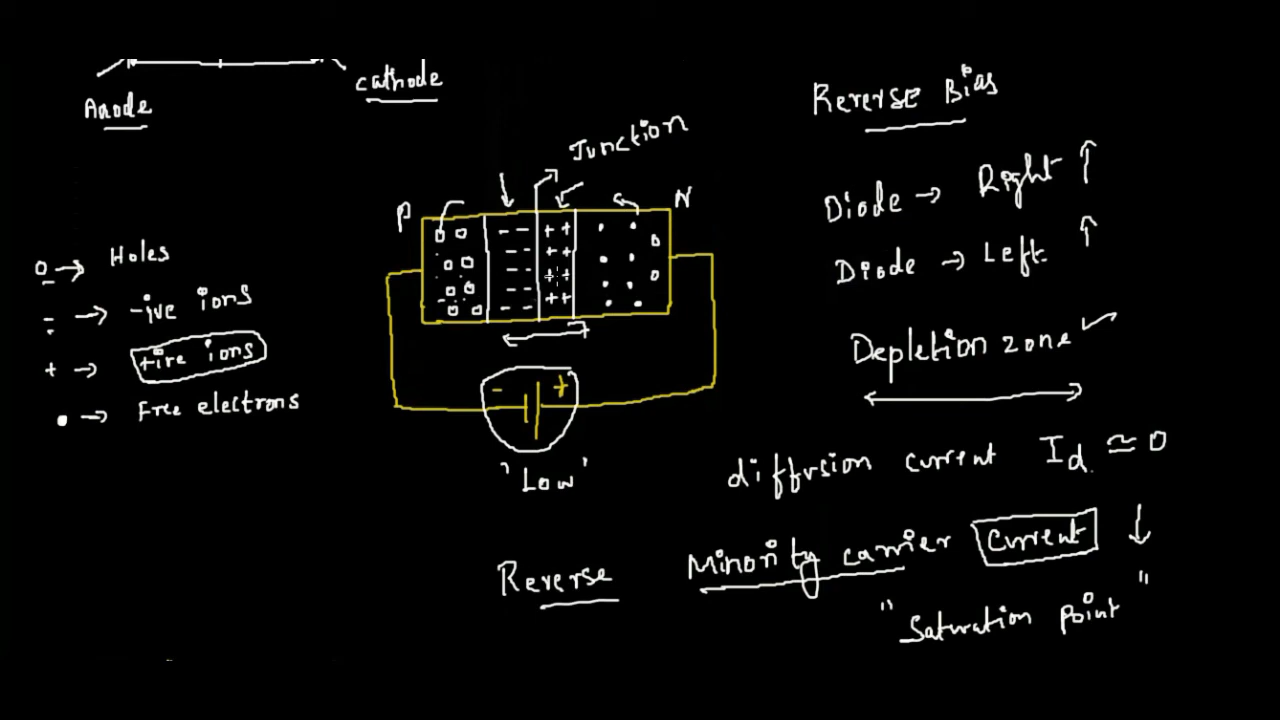 Anode
cathode
Reverse Bias
Junction
P
N
Diode → Right ↑
Diode → Left ↑
o → Holes
- → -ive ions
+ → +ive ions
• → Free electrons
- +
"Low"
Depletion zone ✓
diffusion current Id ≃ 0
Reverse Minority carrier current ↓
"Saturation point"